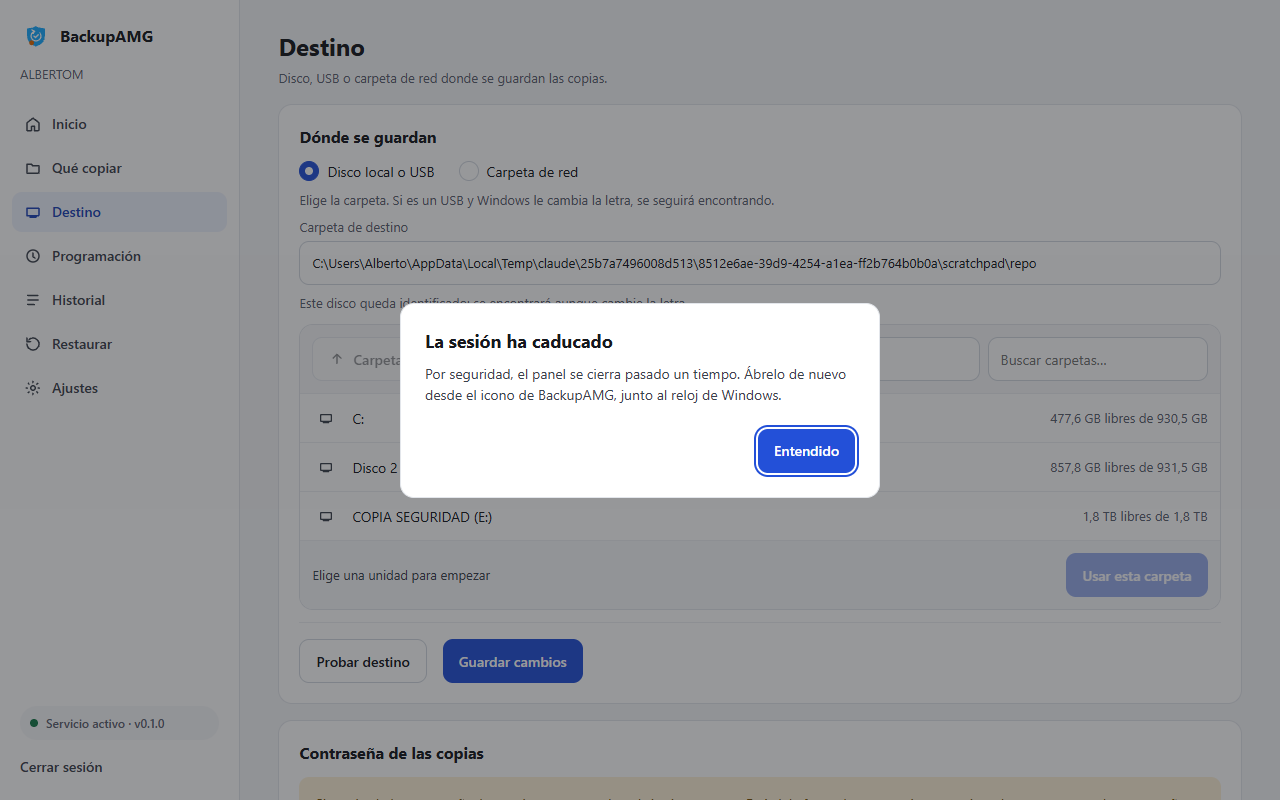 BackupAMG
ALBERTOM
Inicio
Qué copiar
Destino
Programación
Historial
Restaurar
Ajustes
Servicio activo · v0.1.0
Cerrar sesión
Destino
Disco, USB o carpeta de red donde se guardan las copias.
Dónde se guardan
Disco local o USB
Carpeta de red
Elige la carpeta. Si es un USB y Windows le cambia la letra, se seguirá encontrando.
Carpeta de destino
C:\Users\Alberto\AppData\Local\Temp\claude\25b7a7496008d513\8512e6ae-39d9-4254-a1ea-ff2b764b0b0a\scratchpad\repo
Este disco queda identificado: se encontrará aunque cambie la letra.
Carpeta
Buscar carpetas...
C:
477,6 GB libres de 930,5 GB
Disco 2
857,8 GB libres de 931,5 GB
COPIA SEGURIDAD (E:)
1,8 TB libres de 1,8 TB
Elige una unidad para empezar
Usar esta carpeta
Probar destino
Guardar cambios
Contraseña de las copias
La sesión ha caducado
Por seguridad, el panel se cierra pasado un tiempo. Ábrelo de nuevo
desde el icono de BackupAMG, junto al reloj de Windows.
Entendido